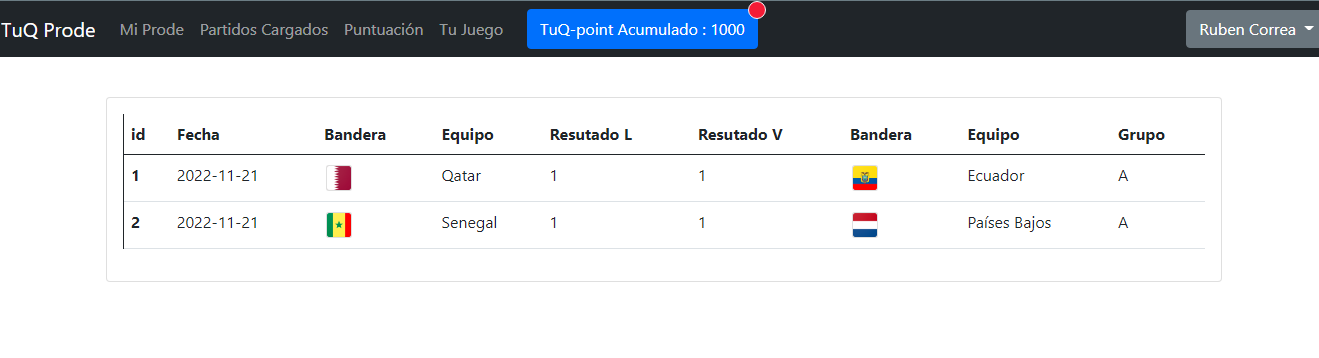 TuQ Prode Mi Prode Partidos Cargados Puntuación Tu Juego TuQ-point Acumulado : 1000 Ruben Correa
id Fecha Bandera Equipo Resutado L Resutado V Bandera Equipo Grupo
1 2022-11-21 Qatar 1 1 Ecuador A
2 2022-11-21 Senegal 1 1 Países Bajos A